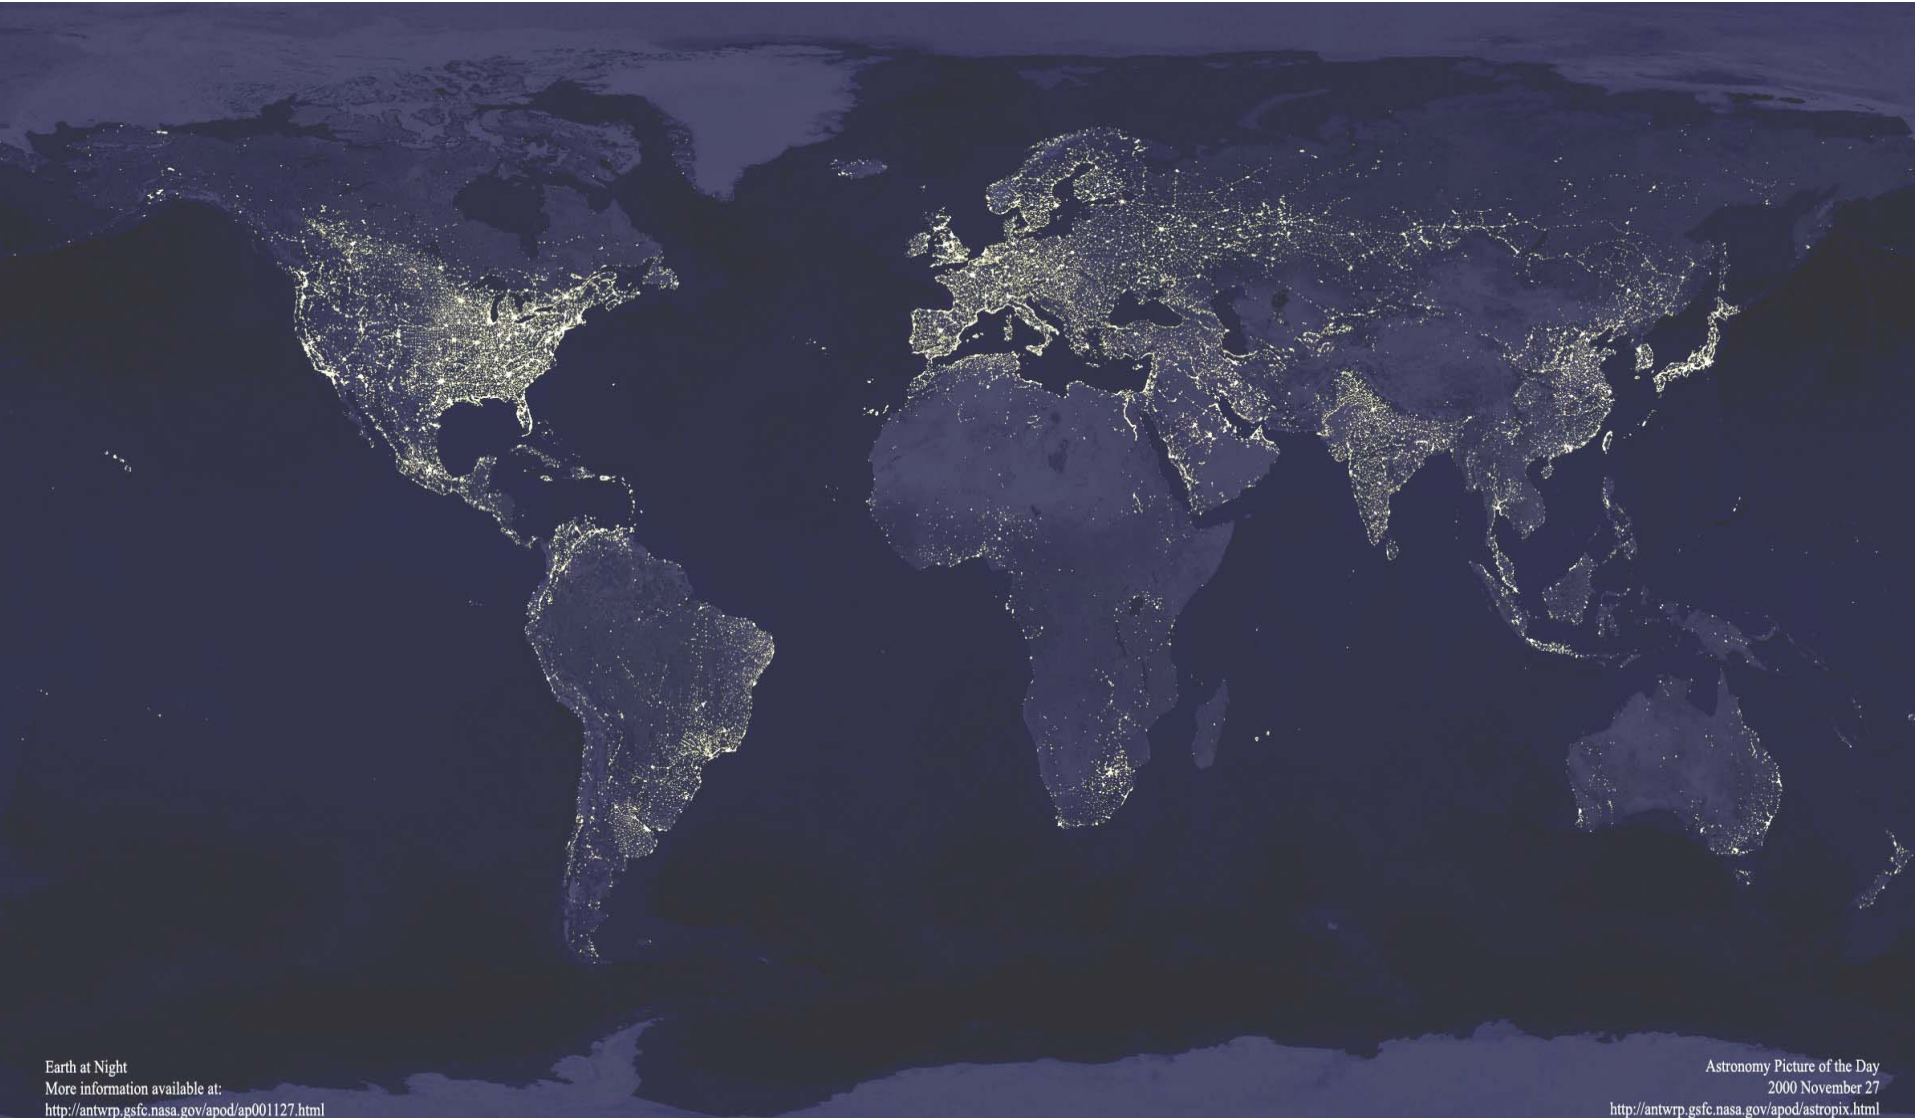 Earth at Night
More information available at:
http://antwrp.gsfc.nasa.gov/apod/ap001127.html
Astronomy Picture of the Day
2000 November 27
http://antwrp.gsfc.nasa.gov/apod/astropix.html